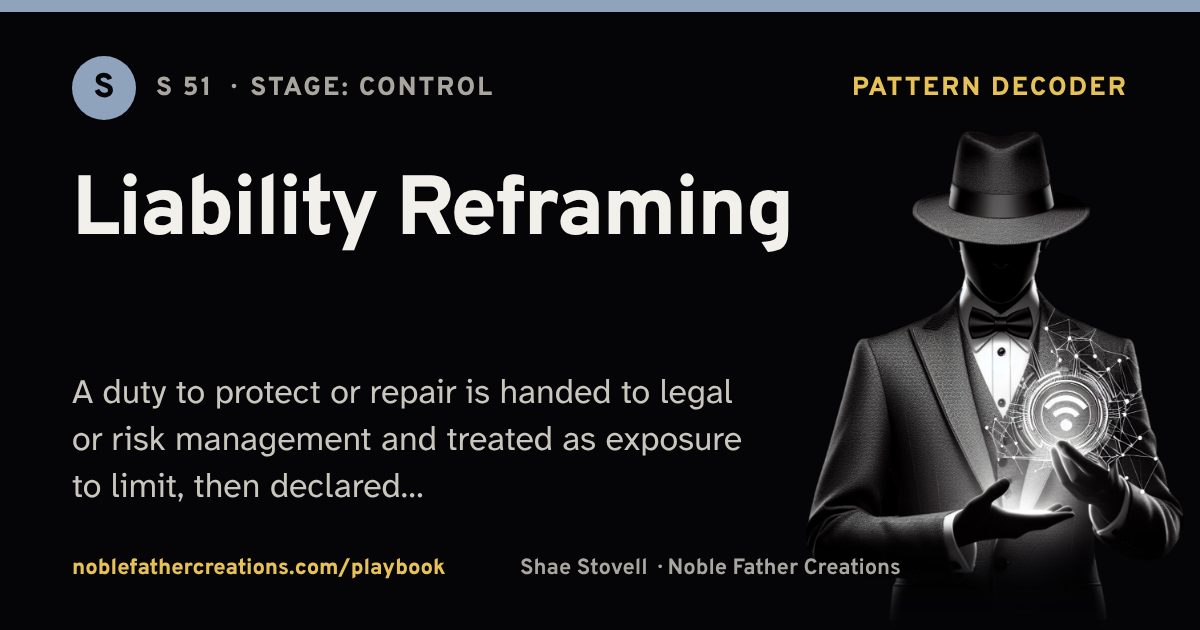 S
S 51 · STAGE: CONTROL
PATTERN DECODER
Liability Reframing
A duty to protect or repair is handed to legal
or risk management and treated as exposure
to limit, then declared...
noblefathercreations.com/playbook
Shae Stovell · Noble Father Creations